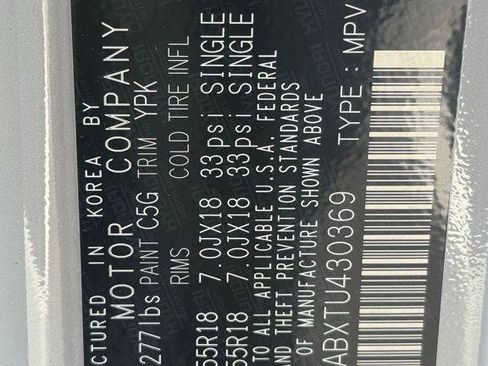 CTURED IN KOREA BY
MOTOR COMPANY
277lbs PAINT C5G TRIM YPK
RIMS COLD TIRE INFL
55R18 7.0JX18 33psi SINGLE
55R18 7.0JX18 33psi SINGLE
TO ALL APPLICABLE U.S.A. FEDERAL
THEFT PREVENTION STANDARDS
OF MANUFACTURE SHOWN ABOVE
ABXTU430369 TYPE : MPV